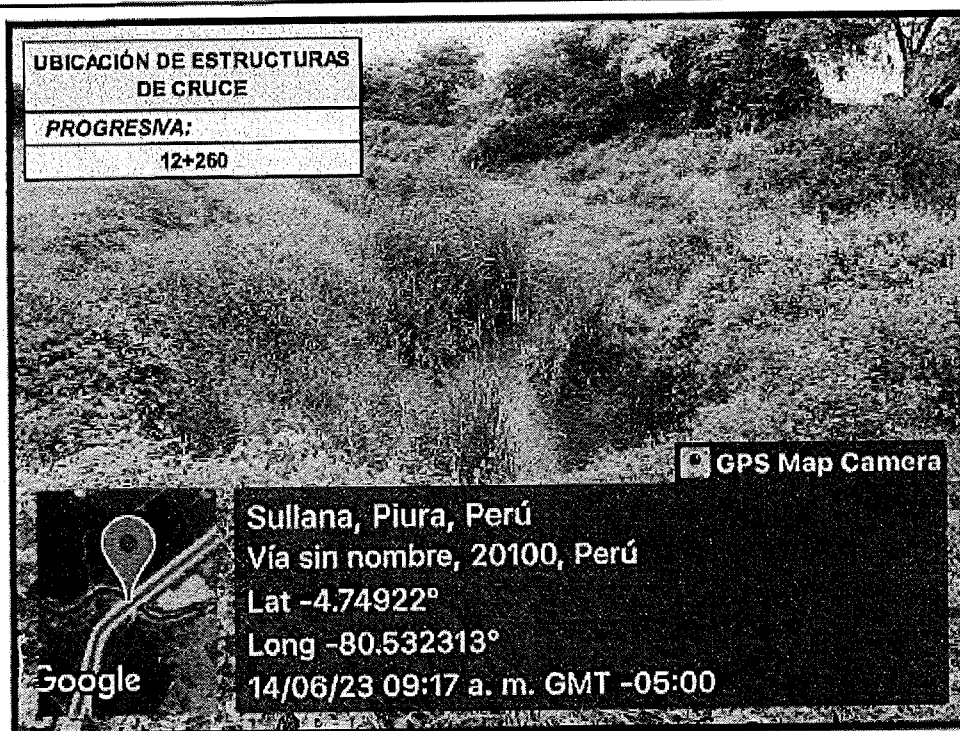 UBICACIÓN DE ESTRUCTURAS
DE CRUCE
PROGRESIVA:
12+260
GPS Map Camera
Sullana, Piura, Perú
Vía sin nombre, 20100, Perú
Lat -4.74922°
Long -80.532313°
14/06/23 09:17 a. m. GMT -05:00
Google